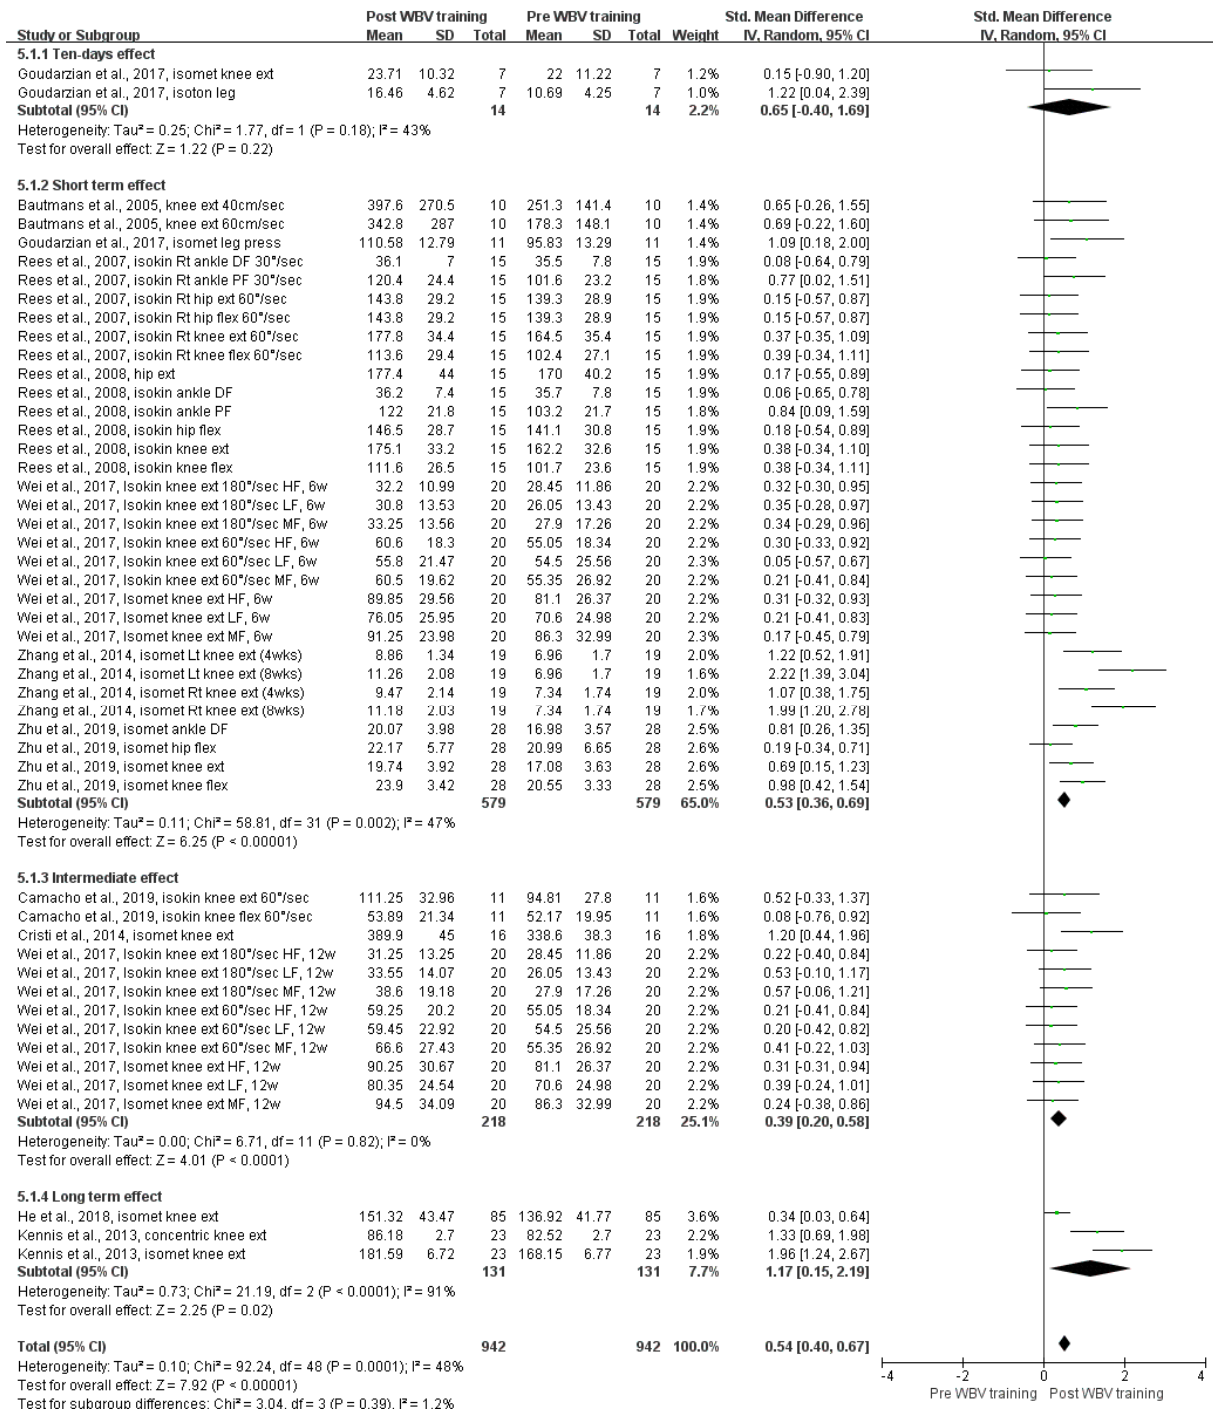 Post WBV training Pre WBV training Std. Mean Difference Std. Mean Difference
Study or Subgroup Mean SD Total Mean SD Total Weight IV, Random, 95% CI IV, Random, 95% CI
5.1.1 Ten-days effect
Goudarzian et al., 2017, isomet knee ext 23.71 10.32 7 22 11.22 7 1.2% 0.15 [-0.90, 1.20]
Goudarzian et al., 2017, isoton leg 16.46 4.62 7 10.69 4.25 7 1.0% 1.22 [0.04, 2.39]
Subtotal (95% CI) 14 14 2.2% 0.65 [-0.40, 1.69]
Heterogeneity: Tau² = 0.25; Chi² = 1.77, df = 1 (P = 0.18); I² = 43%
Test for overall effect: Z = 1.22 (P = 0.22)
5.1.2 Short term effect
Bautmans et al., 2005, knee ext 40cm/sec 397.6 270.5 10 251.3 141.4 10 1.4% 0.65 [-0.26, 1.55]
Bautmans et al., 2005, knee ext 60cm/sec 342.8 287 10 178.3 148.1 10 1.4% 0.69 [-0.22, 1.60]
Goudarzian et al., 2017, isomet leg press 110.58 12.79 11 95.83 13.29 11 1.4% 1.09 [0.18, 2.00]
Rees et al., 2007, isokin Rt ankle DF 30°/sec 36.1 7 15 35.5 7.8 15 1.9% 0.08 [-0.64, 0.79]
Rees et al., 2007, isokin Rt ankle PF 30°/sec 120.4 24.4 15 101.6 23.2 15 1.8% 0.77 [0.02, 1.51]
Rees et al., 2007, isokin Rt hip ext 60°/sec 143.8 29.2 15 139.3 28.9 15 1.9% 0.15 [-0.57, 0.87]
Rees et al., 2007, isokin Rt hip flex 60°/sec 143.8 29.2 15 139.3 28.9 15 1.9% 0.15 [-0.57, 0.87]
Rees et al., 2007, isokin Rt knee ext 60°/sec 177.8 34.4 15 164.5 35.4 15 1.9% 0.37 [-0.35, 1.09]
Rees et al., 2007, isokin Rt knee flex 60°/sec 113.6 29.4 15 102.4 27.1 15 1.9% 0.39 [-0.34, 1.11]
Rees et al., 2008, hip ext 177.4 44 15 170 40.2 15 1.9% 0.17 [-0.55, 0.89]
Rees et al., 2008, isokin ankle DF 36.2 7.4 15 35.7 7.8 15 1.9% 0.06 [-0.65, 0.78]
Rees et al., 2008, isokin ankle PF 122 21.8 15 103.2 21.7 15 1.8% 0.84 [0.09, 1.59]
Rees et al., 2008, isokin hip flex 146.5 28.7 15 141.1 30.8 15 1.9% 0.18 [-0.54, 0.89]
Rees et al., 2008, isokin knee ext 175.1 33.2 15 162.2 32.6 15 1.9% 0.38 [-0.34, 1.10]
Rees et al., 2008, isokin knee flex 111.6 26.5 15 101.7 23.6 15 1.9% 0.38 [-0.34, 1.11]
Wei et al., 2017, Isokin knee ext 180°/sec HF, 6w 32.2 10.99 20 28.45 11.86 20 2.2% 0.32 [-0.30, 0.95]
Wei et al., 2017, Isokin knee ext 180°/sec LF, 6w 30.8 13.53 20 26.05 13.43 20 2.2% 0.35 [-0.28, 0.97]
Wei et al., 2017, Isokin knee ext 180°/sec MF, 6w 33.25 13.56 20 27.9 17.26 20 2.2% 0.34 [-0.29, 0.96]
Wei et al., 2017, Isokin knee ext 60°/sec HF, 6w 60.6 18.3 20 55.05 18.34 20 2.2% 0.30 [-0.33, 0.92]
Wei et al., 2017, Isokin knee ext 60°/sec LF, 6w 55.8 21.47 20 54.5 25.56 20 2.3% 0.05 [-0.57, 0.67]
Wei et al., 2017, Isokin knee ext 60°/sec MF, 6w 60.5 19.62 20 55.35 26.92 20 2.2% 0.21 [-0.41, 0.84]
Wei et al., 2017, Isomet knee ext HF, 6w 89.85 29.56 20 81.1 26.37 20 2.2% 0.31 [-0.32, 0.93]
Wei et al., 2017, Isomet knee ext LF, 6w 76.05 25.95 20 70.6 24.98 20 2.2% 0.21 [-0.41, 0.83]
Wei et al., 2017, Isomet knee ext MF, 6w 91.25 23.98 20 86.3 32.99 20 2.3% 0.17 [-0.45, 0.79]
Zhang et al., 2014, isomet Lt knee ext (4wks) 8.86 1.34 19 6.96 1.7 19 2.0% 1.22 [0.52, 1.91]
Zhang et al., 2014, isomet Lt knee ext (8wks) 11.26 2.08 19 6.96 1.7 19 1.6% 2.22 [1.39, 3.04]
Zhang et al., 2014, isomet Rt knee ext (4wks) 9.47 2.14 19 7.34 1.74 19 2.0% 1.07 [0.38, 1.75]
Zhang et al., 2014, isomet Rt knee ext (8wks) 11.18 2.03 19 7.34 1.74 19 1.7% 1.99 [1.20, 2.78]
Zhu et al., 2019, isomet ankle DF 20.07 3.98 28 16.98 3.57 28 2.5% 0.81 [0.26, 1.35]
Zhu et al., 2019, isomet hip flex 22.17 5.77 28 20.99 6.65 28 2.6% 0.19 [-0.34, 0.71]
Zhu et al., 2019, isomet knee ext 19.74 3.92 28 17.08 3.63 28 2.6% 0.69 [0.15, 1.23]
Zhu et al., 2019, isomet knee flex 23.9 3.42 28 20.55 3.33 28 2.5% 0.98 [0.42, 1.54]
Subtotal (95% CI) 579 579 65.0% 0.53 [0.36, 0.69]
Heterogeneity: Tau² = 0.11; Chi² = 58.81, df = 31 (P = 0.002); I² = 47%
Test for overall effect: Z = 6.25 (P < 0.00001)
5.1.3 Intermediate effect
Camacho et al., 2019, isokin knee ext 60°/sec 111.25 32.96 11 94.81 27.8 11 1.6% 0.52 [-0.33, 1.37]
Camacho et al., 2019, isokin knee flex 60°/sec 53.89 21.34 11 52.17 19.95 11 1.6% 0.08 [-0.76, 0.92]
Cristi et al., 2014, isomet knee ext 389.9 45 16 338.6 38.3 16 1.8% 1.20 [0.44, 1.96]
Wei et al., 2017, Isokin knee ext 180°/sec HF, 12w 31.25 13.25 20 28.45 11.86 20 2.2% 0.22 [-0.40, 0.84]
Wei et al., 2017, Isokin knee ext 180°/sec LF, 12w 33.55 14.07 20 26.05 13.43 20 2.2% 0.53 [-0.10, 1.17]
Wei et al., 2017, Isokin knee ext 180°/sec MF, 12w 38.6 19.18 20 27.9 17.26 20 2.2% 0.57 [-0.06, 1.21]
Wei et al., 2017, Isokin knee ext 60°/sec HF, 12w 59.25 20.2 20 55.05 18.34 20 2.2% 0.21 [-0.41, 0.84]
Wei et al., 2017, Isokin knee ext 60°/sec LF, 12w 59.45 22.92 20 54.5 25.56 20 2.2% 0.20 [-0.42, 0.82]
Wei et al., 2017, Isokin knee ext 60°/sec MF, 12w 66.6 27.43 20 55.35 26.92 20 2.2% 0.41 [-0.22, 1.03]
Wei et al., 2017, Isomet knee ext HF, 12w 90.25 30.67 20 81.1 26.37 20 2.2% 0.31 [-0.31, 0.94]
Wei et al., 2017, Isomet knee ext LF, 12w 80.35 24.54 20 70.6 24.98 20 2.2% 0.39 [-0.24, 1.01]
Wei et al., 2017, Isomet knee ext MF, 12w 94.5 34.09 20 86.3 32.99 20 2.2% 0.24 [-0.38, 0.86]
Subtotal (95% CI) 218 218 25.1% 0.39 [0.20, 0.58]
Heterogeneity: Tau² = 0.00; Chi² = 6.71, df = 11 (P = 0.82); I² = 0%
Test for overall effect: Z = 4.01 (P < 0.0001)
5.1.4 Long term effect
He et al., 2018, isomet knee ext 151.32 43.47 85 136.92 41.77 85 3.6% 0.34 [0.03, 0.64]
Kennis et al., 2013, concentric knee ext 86.18 2.7 23 82.52 2.7 23 2.2% 1.33 [0.69, 1.98]
Kennis et al., 2013, isomet knee ext 181.59 6.72 23 168.15 6.77 23 1.9% 1.96 [1.24, 2.67]
Subtotal (95% CI) 131 131 7.7% 1.17 [0.15, 2.19]
Heterogeneity: Tau² = 0.73; Chi² = 21.19, df = 2 (P < 0.0001); I² = 91%
Test for overall effect: Z = 2.25 (P = 0.02)
Total (95% CI) 942 942 100.0% 0.54 [0.40, 0.67]
Heterogeneity: Tau² = 0.10; Chi² = 92.24, df = 48 (P = 0.0001); I² = 48%
Test for overall effect: Z = 7.92 (P < 0.00001)
Test for subgroup differences: Chi² = 3.04, df = 3 (P = 0.39), I² = 1.2%
-4 -2 0 2 4
Pre WBV training Post WBV training